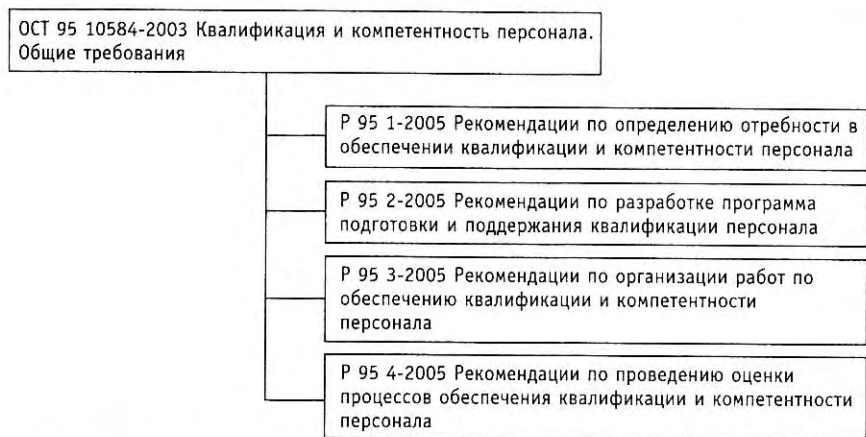 ОСТ 95 10584-2003 Квалификация и компетентность персонала.
Общие требования
Р 95 1-2005 Рекомендации по определению отребности в
обеспечении квалификации и компетентности персонала
Р 95 2-2005 Рекомендации по разработке программа
подготовки и поддержания квалификации персонала
Р 95 3-2005 Рекомендации по организации работ по
обеспечению квалификации и компетентности
персонала
Р 95 4-2005 Рекомендации по проведению оценки
процессов обеспечения квалификации и компетентности
персонала